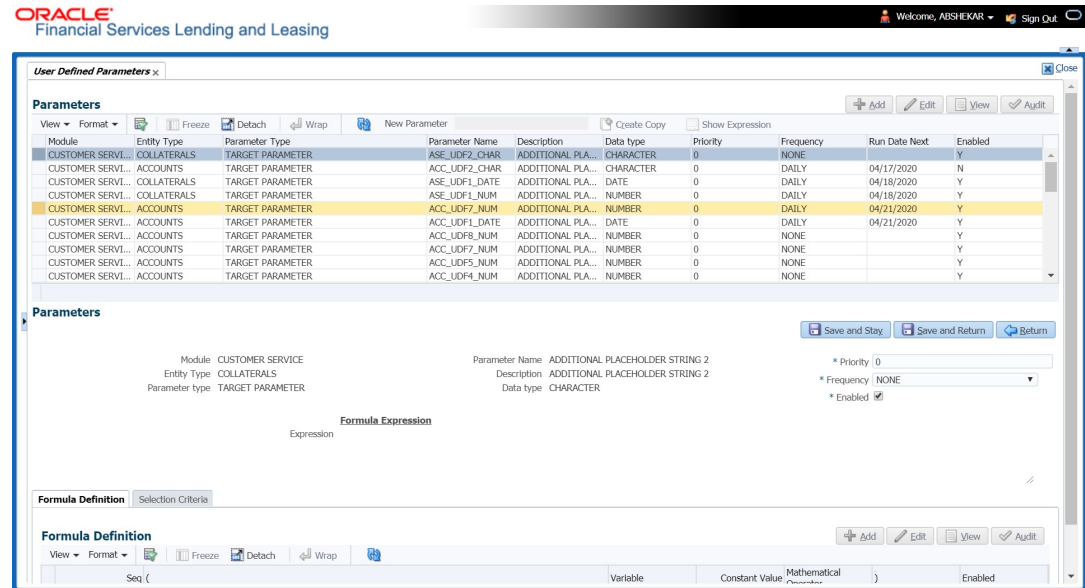 ORACLE
Financial Services Lending and Leasing
Welcome, ABSHEKAR Sign Out
User Defined Parameters x
Close
Parameters
Add Edit View Audit
View Format Freeze Detach Wrap New Parameter Create Copy Show Expression
Module Entity Type Parameter Type Parameter Name Description Data type Priority Frequency Run Date Next Enabled
CUSTOMER SERVI... COLLATERALS TARGET PARAMETER ASE_UDF2_CHAR ADDITIONAL PLA... CHARACTER 0 NONE Y
CUSTOMER SERVI... ACCOUNTS TARGET PARAMETER ACC_UDF2_CHAR ADDITIONAL PLA... CHARACTER 0 DAILY 04/17/2020 N
CUSTOMER SERVI... COLLATERALS TARGET PARAMETER ASE_UDF1_DATE ADDITIONAL PLA... DATE 0 DAILY 04/18/2020 Y
CUSTOMER SERVI... COLLATERALS TARGET PARAMETER ASE_UDF1_NUM ADDITIONAL PLA... NUMBER 0 DAILY 04/18/2020 Y
CUSTOMER SERVI... ACCOUNTS TARGET PARAMETER ACC_UDF7_NUM ADDITIONAL PLA... NUMBER 0 DAILY 04/21/2020 Y
CUSTOMER SERVI... ACCOUNTS TARGET PARAMETER ACC_UDF1_DATE ADDITIONAL PLA... DATE 0 DAILY 04/21/2020 Y
CUSTOMER SERVI... ACCOUNTS TARGET PARAMETER ACC_UDF8_NUM ADDITIONAL PLA... NUMBER 0 NONE Y
CUSTOMER SERVI... ACCOUNTS TARGET PARAMETER ACC_UDF7_NUM ADDITIONAL PLA... NUMBER 0 NONE Y
CUSTOMER SERVI... ACCOUNTS TARGET PARAMETER ACC_UDF5_NUM ADDITIONAL PLA... NUMBER 0 NONE Y
CUSTOMER SERVI... ACCOUNTS TARGET PARAMETER ACC_UDF4_NUM ADDITIONAL PLA... NUMBER 0 NONE Y
Parameters
Save and Stay Save and Return Return
Module CUSTOMER SERVICE Parameter Name ADDITIONAL PLACEHOLDER STRING 2 * Priority 0
Entity Type COLLATERALS Description ADDITIONAL PLACEHOLDER STRING 2 * Frequency NONE
Parameter type TARGET PARAMETER Data type CHARACTER * Enabled
Formula Expression
Expression
Formula Definition Selection Criteria
Formula Definition
Add Edit View Audit
View Format Freeze Detach Wrap
Seq ( Variable Constant Value Mathematical Operator ) Enabled